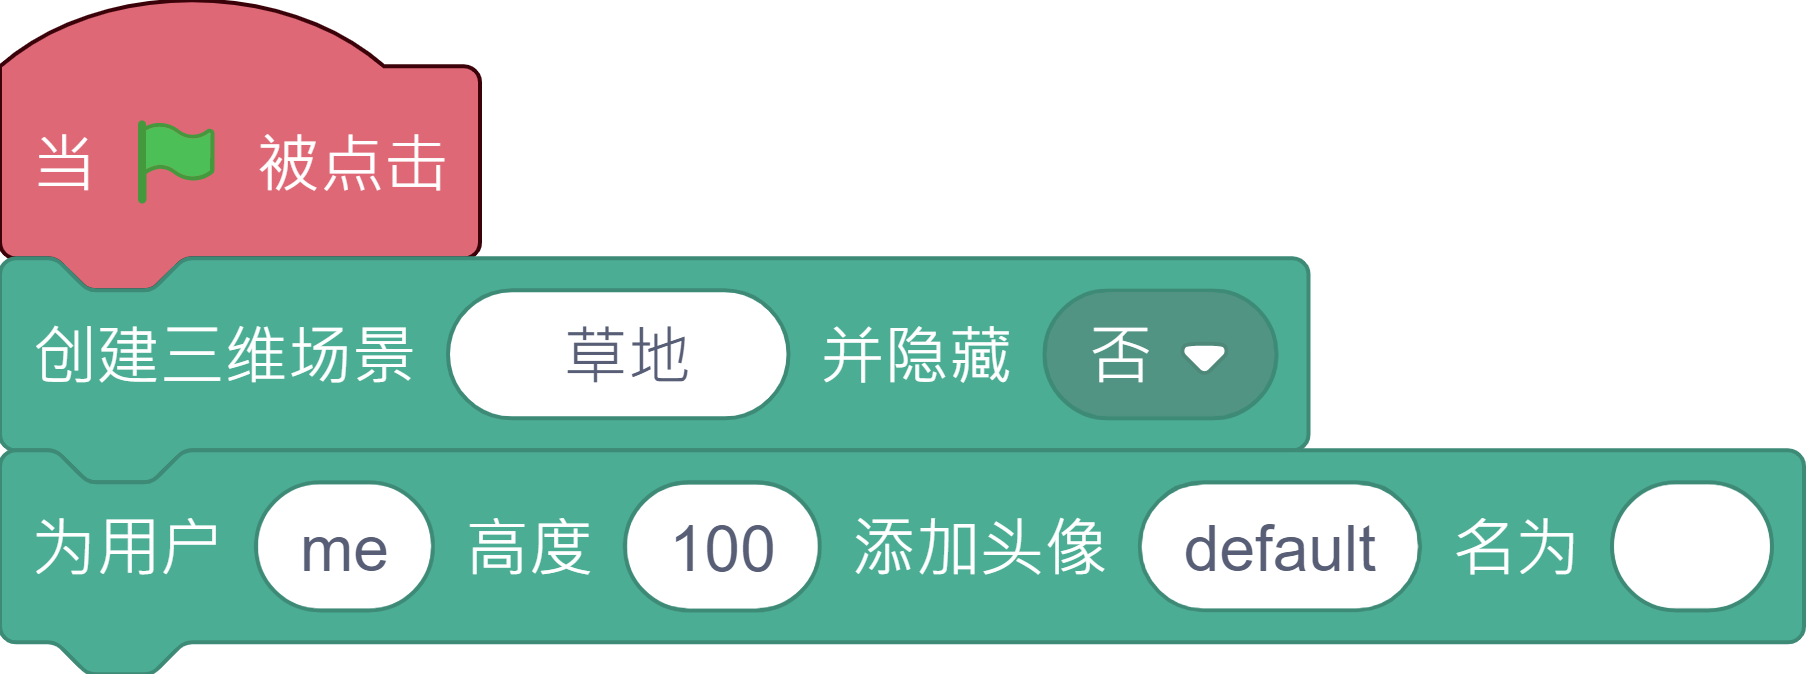 当 被点击
创建三维场景 草地 并隐藏 否
为用户 me 高度 100 添加头像 default 名为